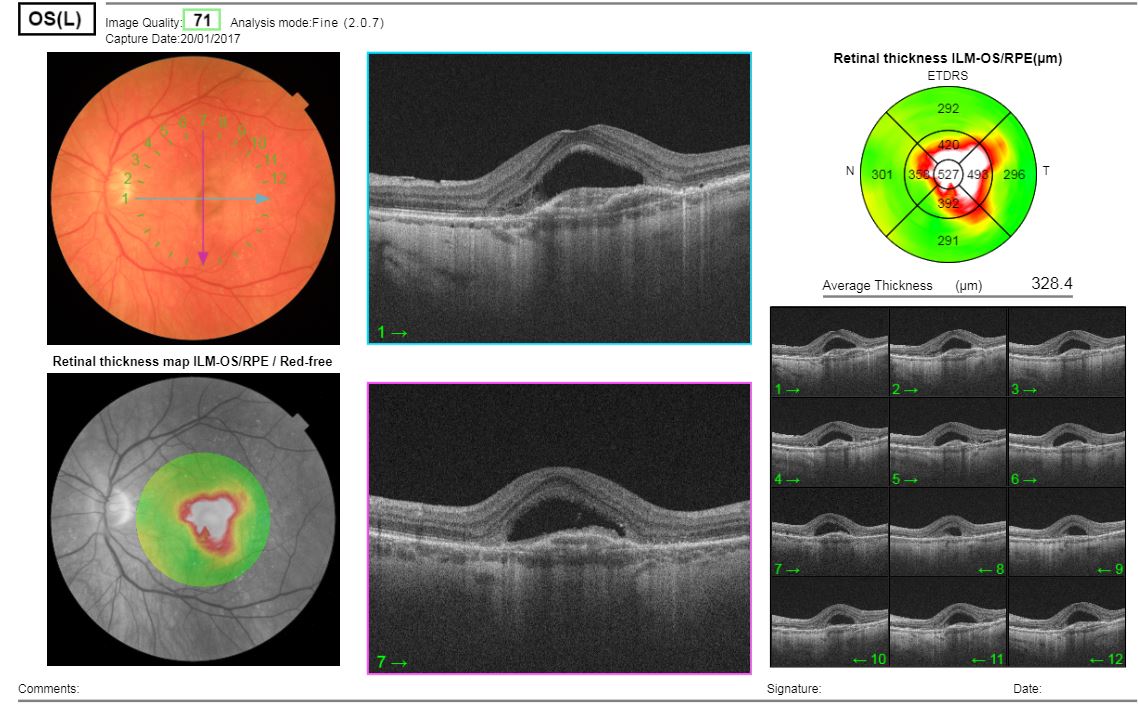 OS(L)
Image Quality: 71 Analysis mode:Fine (2.0.7)
Capture Date:20/01/2017
1 2 3 4 5 6 7 8 9 10 11 12
1 →
Retinal thickness ILM-OS/RPE(µm)
ETDRS
292
420
N 301 353 527 493 296 T
392
291
Average Thickness (µm) 328.4
Retinal thickness map ILM-OS/RPE / Red-free
7 →
1 → 2 → 3 →
4 → 5 → 6 →
7 → ← 8 ← 9
← 10 ← 11 ← 12
Comments: Signature: Date: